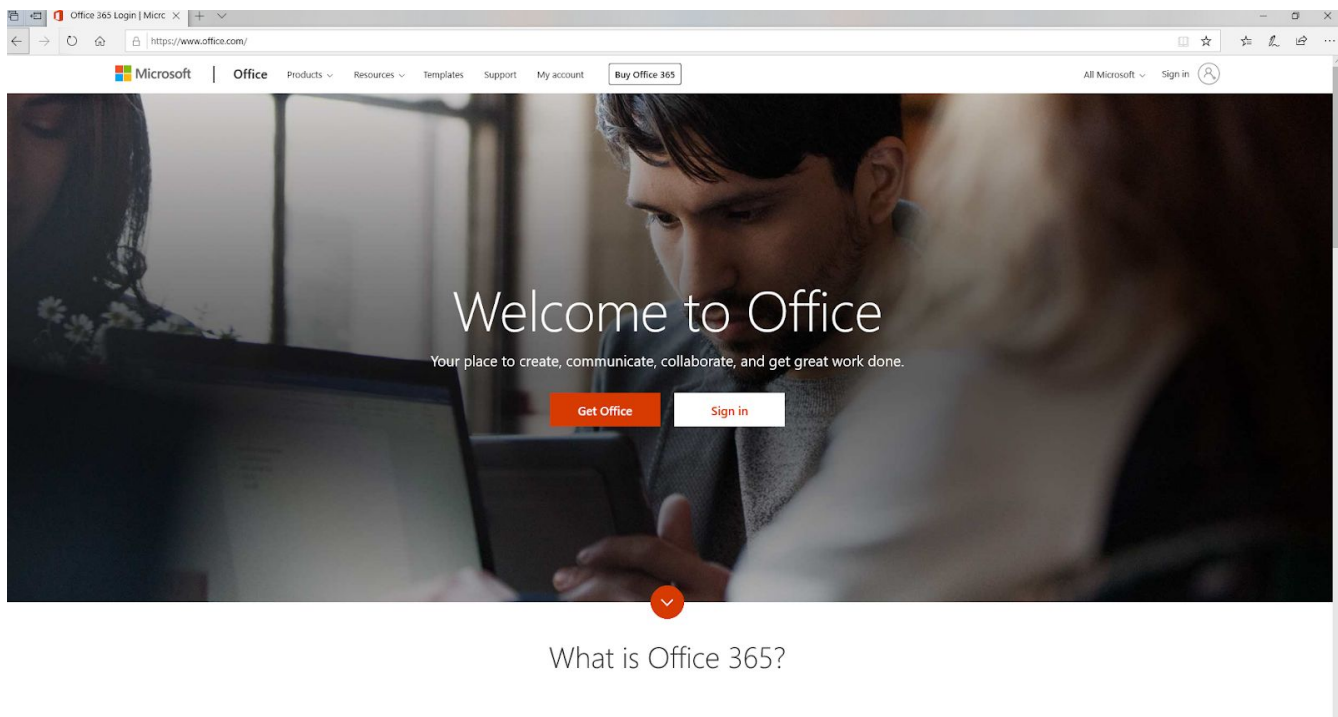 Office 365 Login | Micrc
https://www.office.com/
Microsoft Office Products Resources Templates Support My account Buy Office 365 All Microsoft Sign in
Welcome to Office
Your place to create, communicate, collaborate, and get great work done.
Get Office Sign in
What is Office 365?